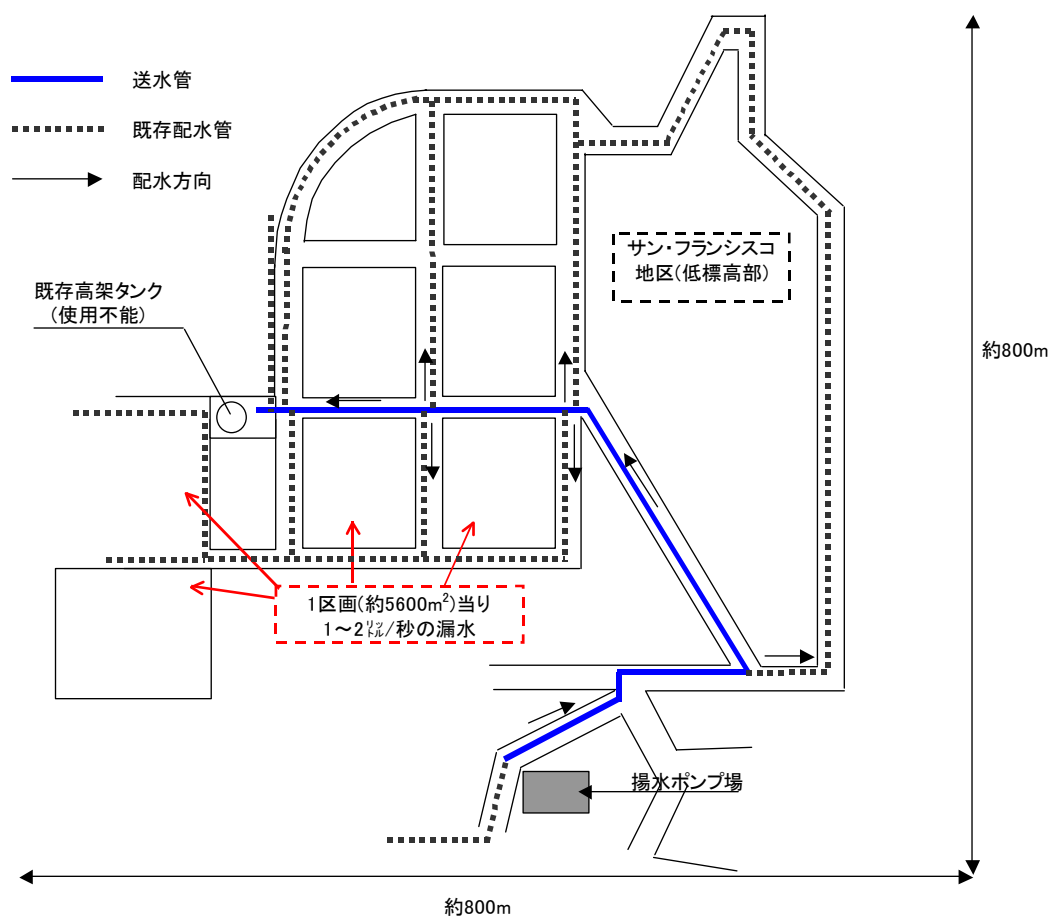 送水管
既存配水管
配水方向
サン・フランシスコ
地区(低標高部)
既存高架タンク
(使用不能)
約800m
1区画(約5600m²)当り
1～2㍑/秒の漏水
揚水ポンプ場
約800m